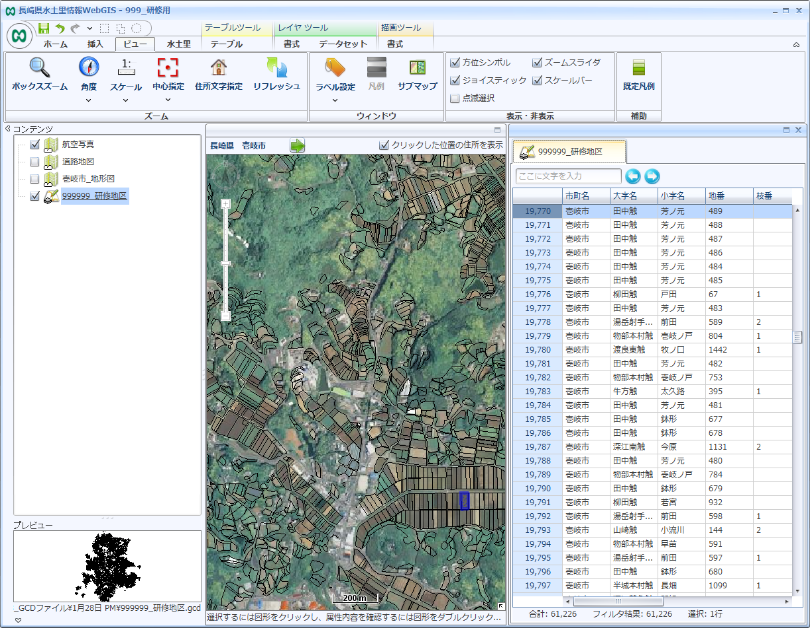 長崎県水土里情報WebGIS - 999_研修用
テーブルツール レイヤ ツール 描画ツール
ホーム 挿入 ビュー 水土里 テーブル 書式 データセット 書式
ボックスズーム 角度 スケール 中心指定 住所文字指定 リフレッシュ
1:
ズーム
ラベル設定 凡例 サブマップ
ウィンドウ
方位シンボル ズームスライダ
ジョイスティック スケールバー
点滅選択
表示・非表示
既定凡例
補助
コンテンツ
航空写真
道路地図
壱岐市_地形図
999999_研修地区
プレビュー
_GCDファイル¥1月28日 PM¥999999_研修地区.gcd
長崎県 壱岐市 クリックした位置の住所を表示
200 m
選択するには図形をクリックし、属性内容を確認するには図形をダブルクリック...
999999_研修地区
ここに文字を入力
市町名 大字名 小字名 地番 枝番
19,770 壱岐市 田中触 芳ノ元 489
19,771 壱岐市 田中触 芳ノ元 488
19,772 壱岐市 田中触 芳ノ元 487
19,773 壱岐市 田中触 芳ノ元 486
19,774 壱岐市 田中触 芳ノ元 484
19,775 壱岐市 田中触 芳ノ元 485
19,776 壱岐市 柳田触 戸田 67 1
19,777 壱岐市 田中触 芳ノ元 483
19,778 壱岐市 湯岳射手... 前田 589 2
19,779 壱岐市 物部本村触 壱岐ノ戸 804 1
19,780 壱岐市 渡良東触 牧ノ口 1442 1
19,781 壱岐市 田中触 芳ノ元 482
19,782 壱岐市 物部本村触 壱岐ノ戸 753
19,783 壱岐市 牛方触 太久路 395 1
19,784 壱岐市 田中触 芳ノ元 481
19,785 壱岐市 田中触 鉢形 677
19,786 壱岐市 田中触 鉢形 678
19,787 壱岐市 深江東触 今原 1131 2
19,788 壱岐市 田中触 芳ノ元 480
19,789 壱岐市 物部本村触 壱岐ノ戸 784
19,790 壱岐市 田中触 鉢形 679
19,791 壱岐市 柳田触 若宮 932
19,792 壱岐市 湯岳射手... 前田 598 1
19,793 壱岐市 山崎触 小流川 144 2
19,794 壱岐市 物部本村触 早苗 591
19,795 壱岐市 湯岳射手... 前田 597 1
19,796 壱岐市 田中触 鉢形 680
19,797 壱岐市 半城本村触 長畑 1099 1
合計: 61,226 フィルタ結果: 61,226 選択: 1行